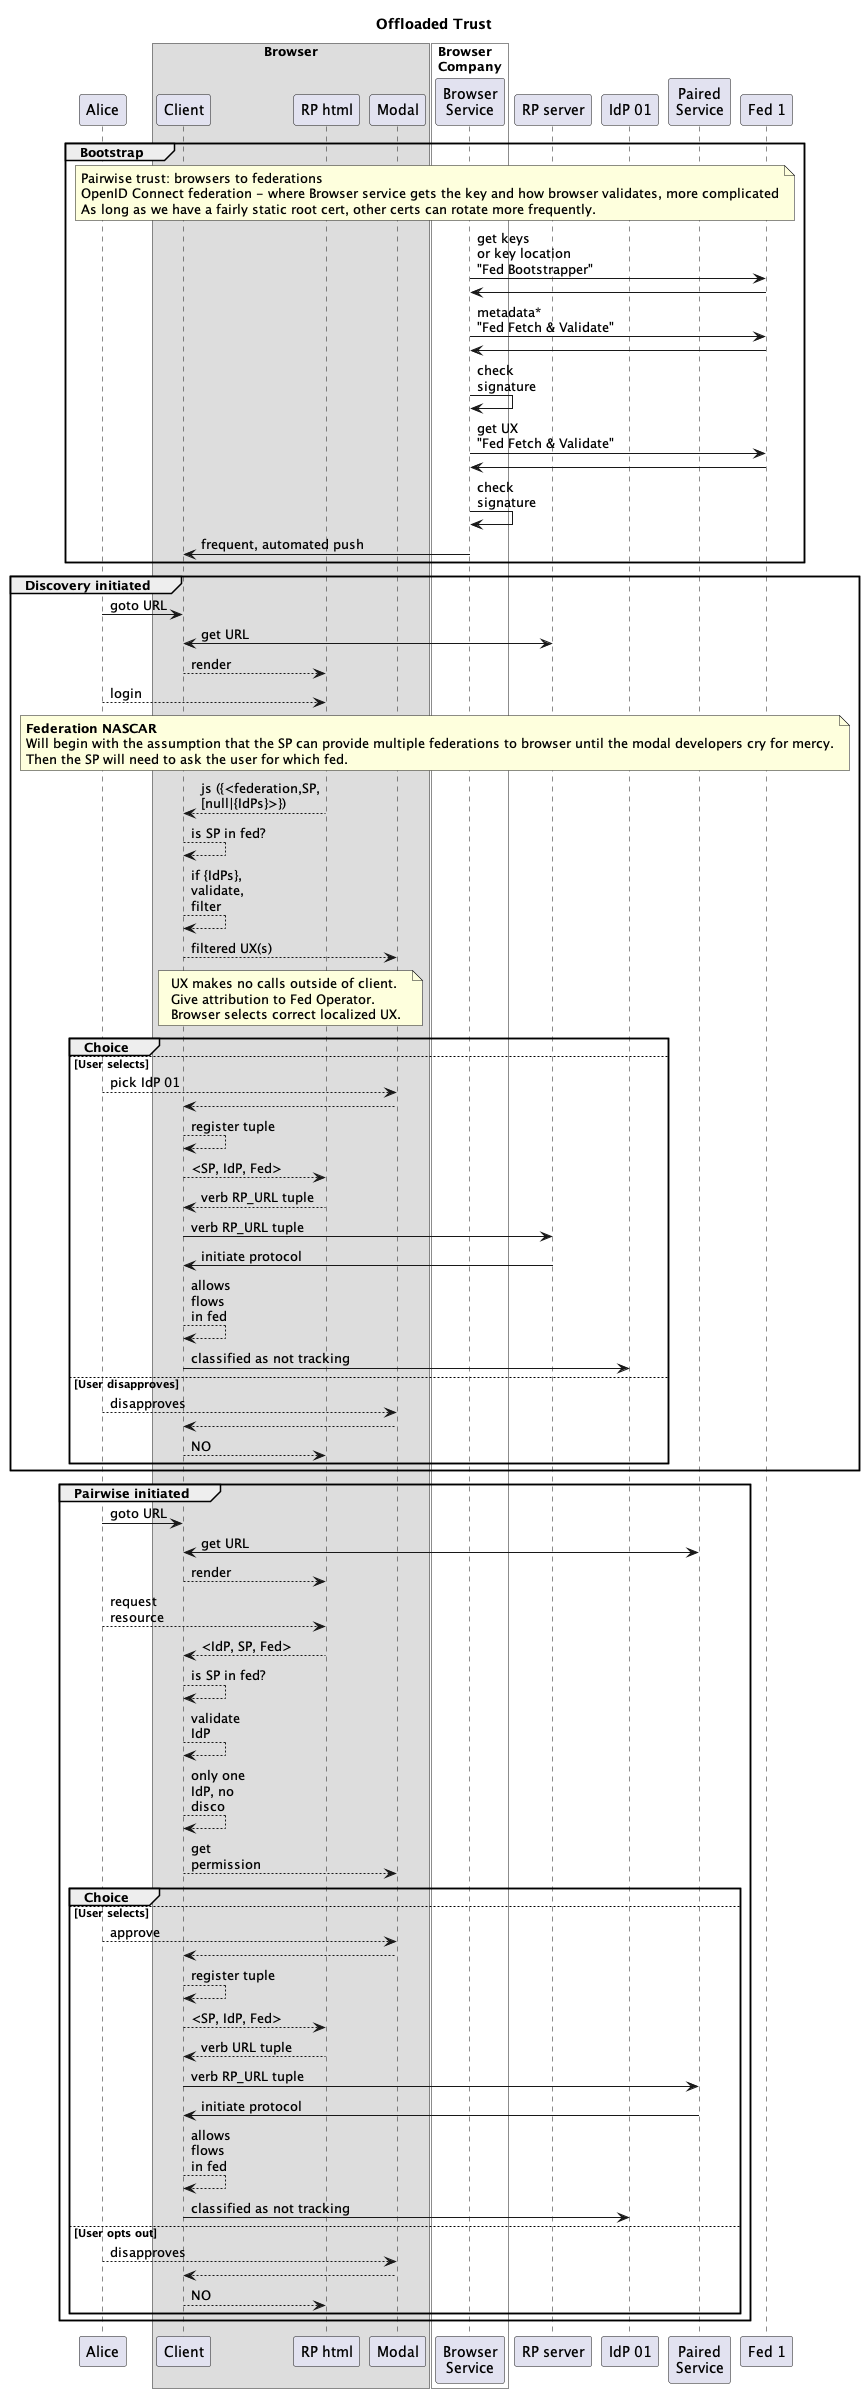 Offloaded Trust
Browser
Browser
Company
Alice
Client
RP html
Modal
Browser
Service
RP server
IdP 01
Paired
Service
Fed 1
Bootstrap
Pairwise trust: browsers to federations
OpenID Connect federation - where Browser service gets the key and how browser validates, more complicated
As long as we have a fairly static root cert, other certs can rotate more frequently.
get keys
or key location
"Fed Bootstrapper"
metadata*
"Fed Fetch & Validate"
check
signature
get UX
"Fed Fetch & Validate"
check
signature
frequent, automated push
Discovery initiated
goto URL
get URL
render
login
Federation NASCAR
Will begin with the assumption that the SP can provide multiple federations to browser until the modal developers cry for mercy.
Then the SP will need to ask the user for which fed.
js ({<federation,SP,
[null|{IdPs}>})
is SP in fed?
if {IdPs},
validate,
filter
filtered UX(s)
UX makes no calls outside of client.
Give attribution to Fed Operator.
Browser selects correct localized UX.
Choice
[User selects]
pick IdP 01
register tuple
<SP, IdP, Fed>
verb RP_URL tuple
verb RP_URL tuple
initiate protocol
allows
flows
in fed
classified as not tracking
[User disapproves]
disapproves
NO
Pairwise initiated
goto URL
get URL
render
request
resource
<IdP, SP, Fed>
is SP in fed?
validate
IdP
only one
IdP, no
disco
get
permission
Choice
[User selects]
approve
register tuple
<SP, IdP, Fed>
verb URL tuple
verb RP_URL tuple
initiate protocol
allows
flows
in fed
classified as not tracking
[User opts out]
disapproves
NO
Alice
Client
RP html
Modal
Browser
Service
RP server
IdP 01
Paired
Service
Fed 1